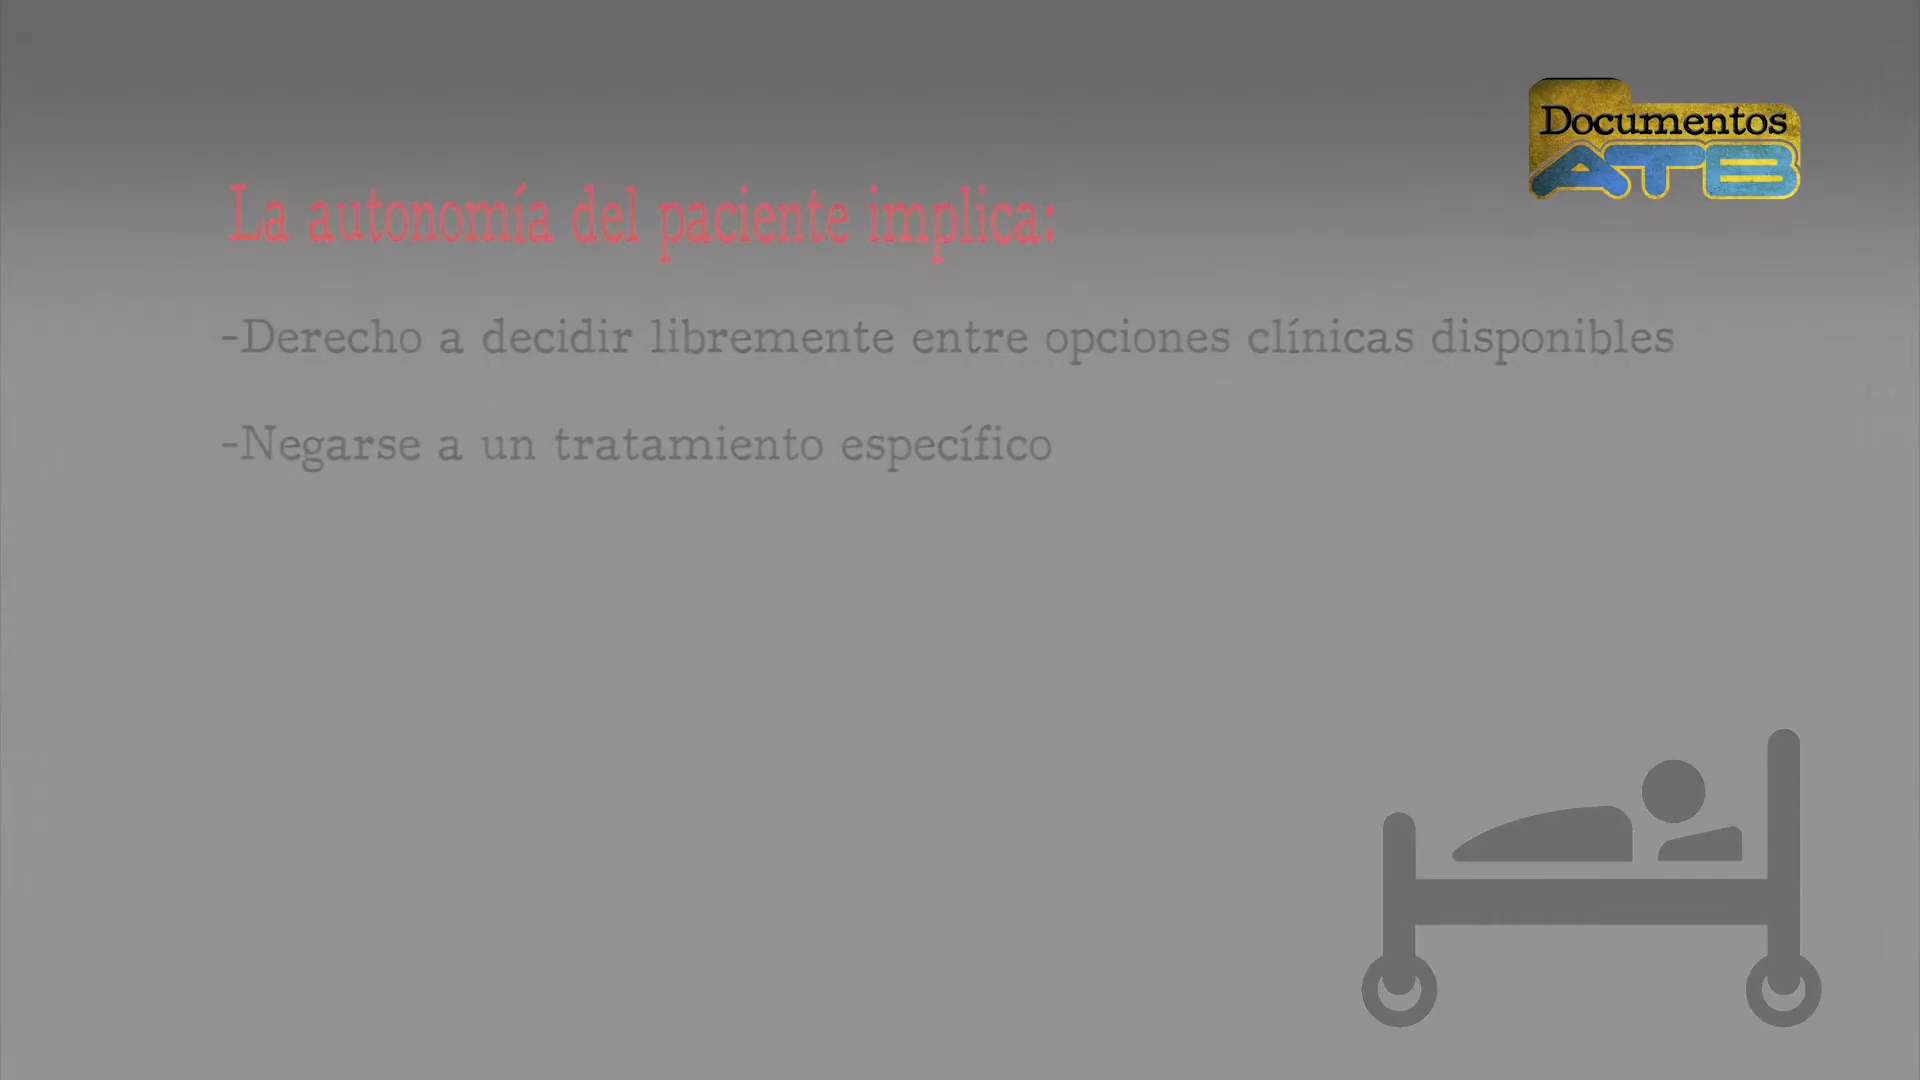 Documentos
ATB
La autonomía del paciente implica:
-Derecho a decidir libremente entre opciones clínicas disponibles
-Negarse a un tratamiento específico